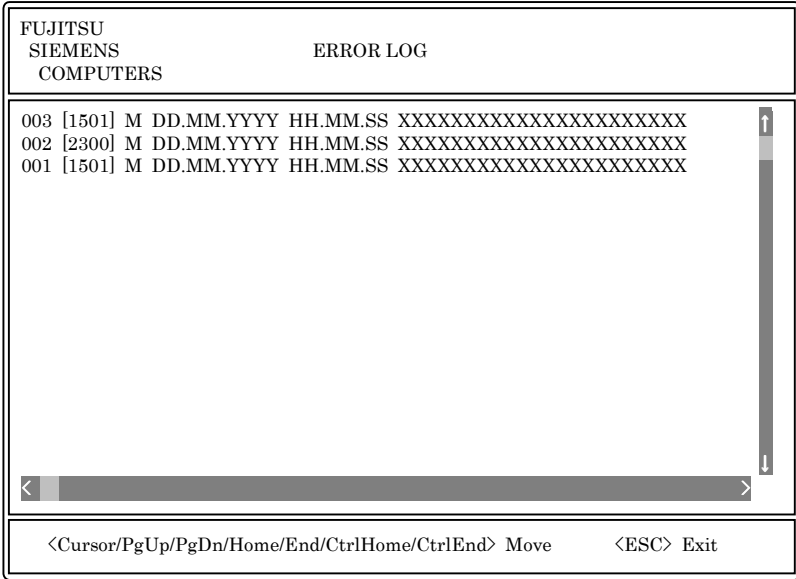 FUJITSU
SIEMENS ERROR LOG
COMPUTERS
003 [1501] M DD.MM.YYYY HH.MM.SS XXXXXXXXXXXXXXXXXXXXXX
002 [2300] M DD.MM.YYYY HH.MM.SS XXXXXXXXXXXXXXXXXXXXXX
001 [1501] M DD.MM.YYYY HH.MM.SS XXXXXXXXXXXXXXXXXXXXXX
<Cursor/PgUp/PgDn/Home/End/CtrlHome/CtrlEnd> Move <ESC> Exit